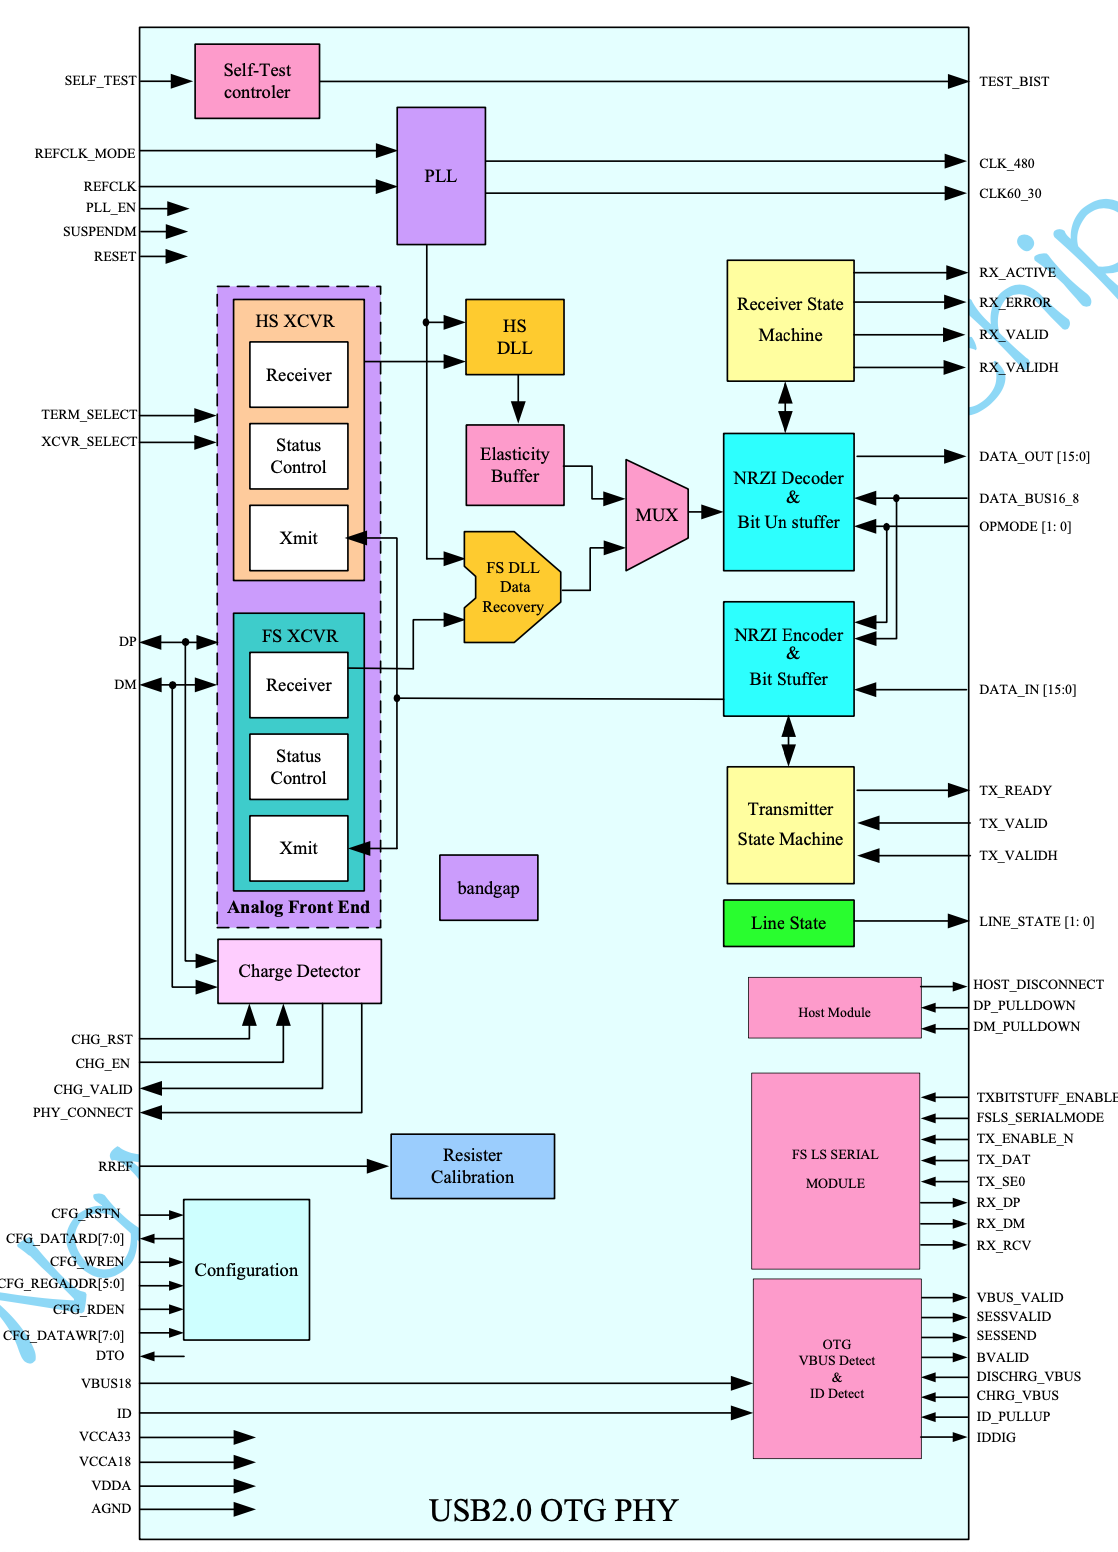 SELF_TEST
Self-Test
controler
TEST_BIST
REFCLK_MODE
REFCLK
PLL_EN
SUSPENDM
RESET
PLL
CLK_480
CLK60_30
HS XCVR
Receiver
Status
Control
Xmit
TERM_SELECT
XCVR_SELECT
HS
DLL
Elasticity
Buffer
MUX
FS DLL
Data
Recovery
Receiver State
Machine
RX_ACTIVE
RX_ERROR
RX_VALID
RX_VALIDH
NRZI Decoder
&
Bit Un stuffer
DATA_OUT [15:0]
DATA_BUS16_8
OPMODE [1: 0]
DP
DM
FS XCVR
Receiver
Status
Control
Xmit
Analog Front End
NRZI Encoder
&
Bit Stuffer
DATA_IN [15:0]
Transmitter
State Machine
TX_READY
TX_VALID
TX_VALIDH
bandgap
Line State
LINE_STATE [1: 0]
Charge Detector
CHG_RST
CHG_EN
CHG_VALID
PHY_CONNECT
Host Module
HOST_DISCONNECT
DP_PULLDOWN
DM_PULLDOWN
RREF
Resister
Calibration
FS LS SERIAL
MODULE
TXBITSTUFF_ENABLE
FSLS_SERIALMODE
TX_ENABLE_N
TX_DAT
TX_SE0
RX_DP
RX_DM
RX_RCV
CFG_RSTN
CFG_DATARD[7:0]
CFG_WREN
CFG_REGADDR[5:0]
CFG_RDEN
CFG_DATAWR[7:0]
DTO
Configuration
VBUS18
ID
VCCA33
VCCA18
VDDA
AGND
OTG
VBUS Detect
&
ID Detect
VBUS_VALID
SESSVALID
SESSEND
BVALID
DISCHRG_VBUS
CHRG_VBUS
ID_PULLUP
IDDIG
USB2.0 OTG PHY